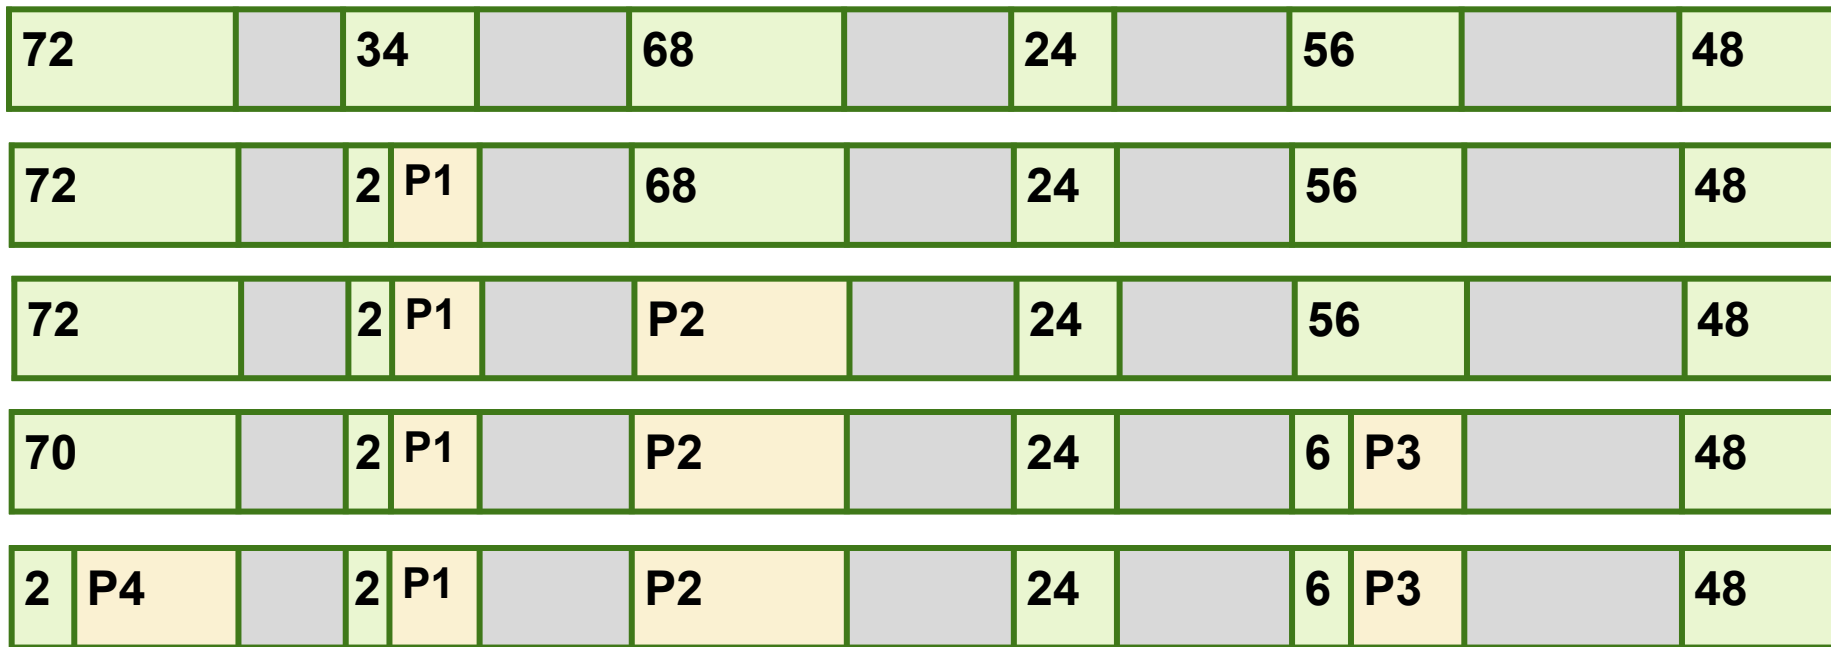 72 34 68 24 56 48
72 2 P1 68 24 56 48
72 2 P1 P2 24 56 48
70 2 P1 P2 24 6 P3 48
2 P4 2 P1 P2 24 6 P3 48